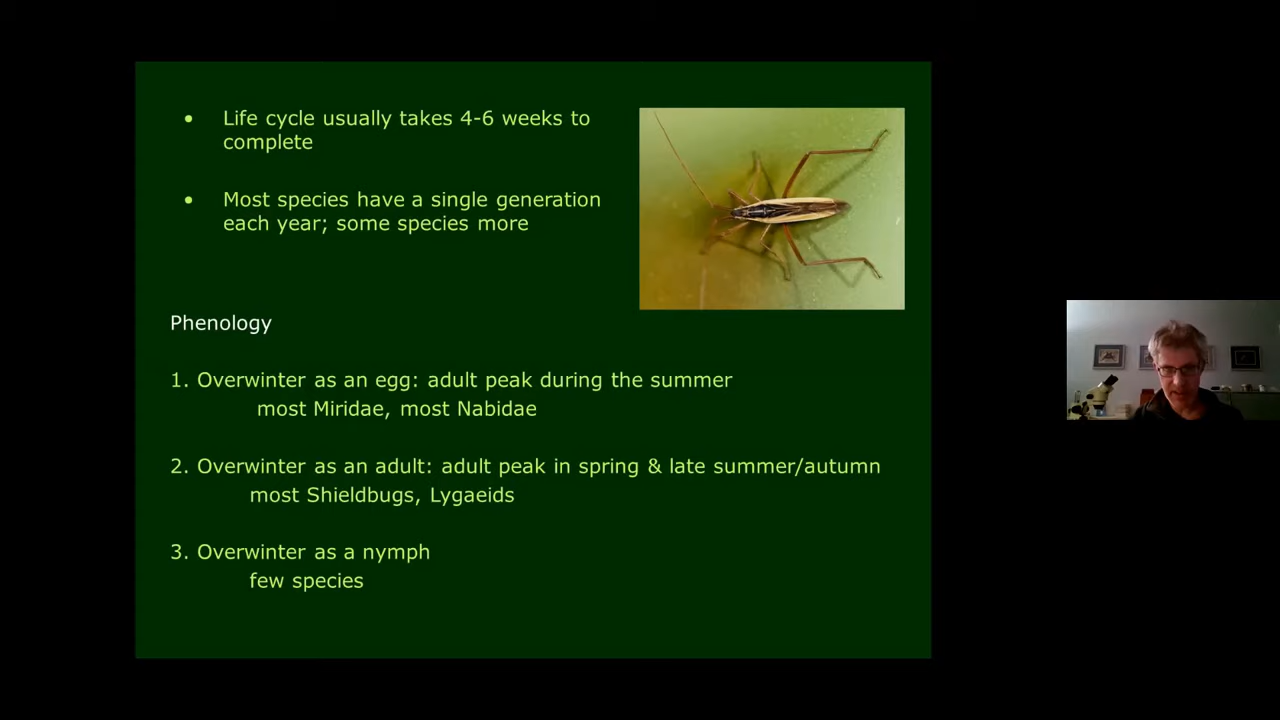 • Life cycle usually takes 4-6 weeks to
complete
• Most species have a single generation
each year; some species more
Phenology
1. Overwinter as an egg: adult peak during the summer
most Miridae, most Nabidae
2. Overwinter as an adult: adult peak in spring & late summer/autumn
most Shieldbugs, Lygaeids
3. Overwinter as a nymph
few species